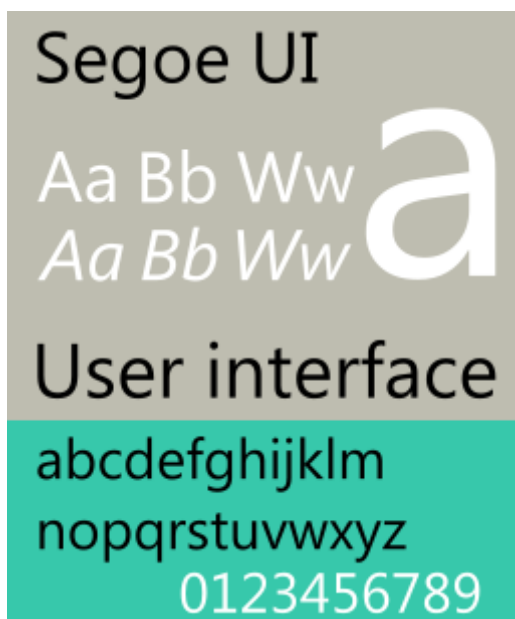 Segoe UI
Aa Bb Ww
a
Aa Bb Ww
User interface
abcdefghijklm
nopqrstuvwxyz
0123456789